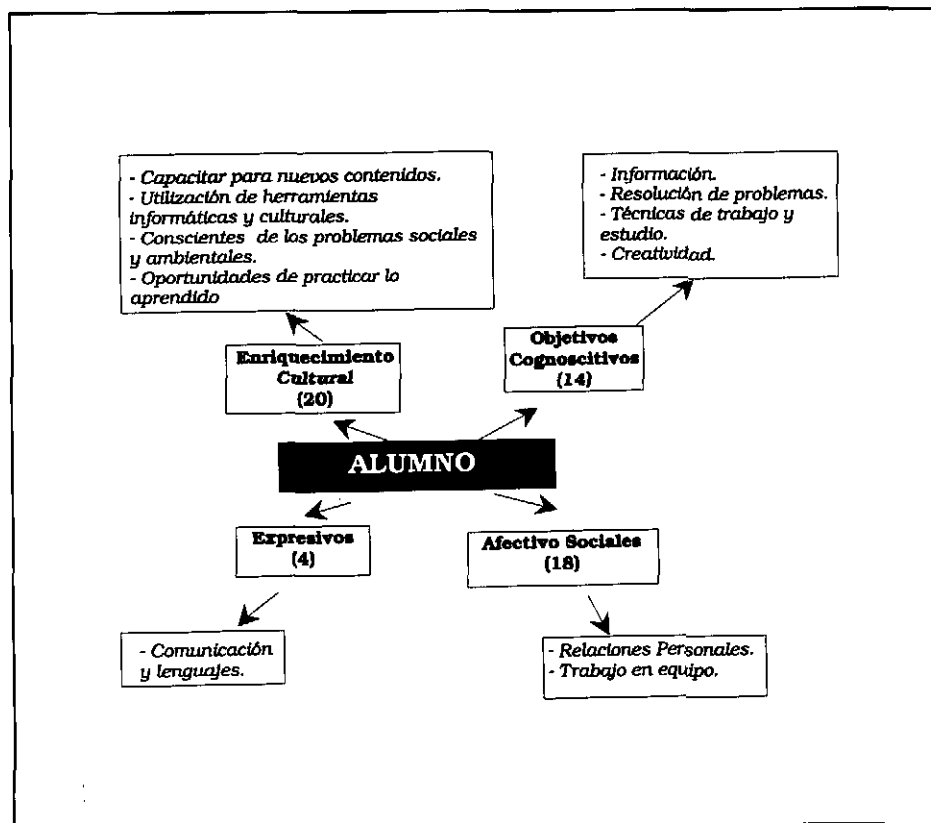 - Capacitar para nuevos contenidos.
- Utilización de herramientas
informáticas y culturales.
- Conscientes de los problemas sociales
y ambientales.
- Oportunidades de practicar lo
aprendido
- Información.
- Resolución de problemas.
- Técnicas de trabajo y
estudio.
- Creatividad.
Enriquecimiento
Cultural
(20)
Objetivos
Cognoscitivos
(14)
ALUMNO
Expresivos
(4)
Afectivo Sociales
(18)
- Comunicación
y lenguajes.
- Relaciones Personales.
- Trabajo en equipo.